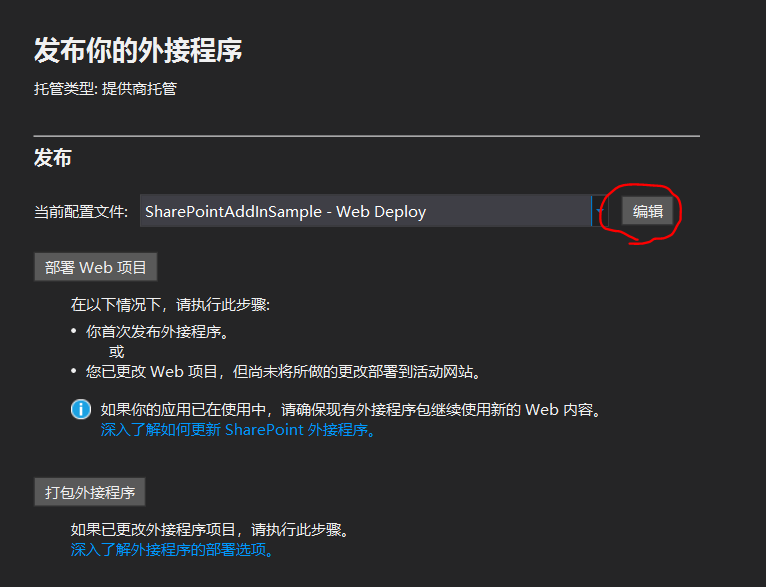 发布你的外接程序
托管类型: 提供商托管
发布
当前配置文件: SharePointAddInSample - Web Deploy 编辑
部署 Web 项目
在以下情况下，请执行此步骤:
• 你首次发布外接程序。
或
• 您已更改 Web 项目，但尚未将所做的更改部署到活动网站。
如果你的应用已在使用中，请确保现有外接程序包继续使用新的 Web 内容。
深入了解如何更新 SharePoint 外接程序。
打包外接程序
如果已更改外接程序项目，请执行此步骤。
深入了解外接程序的部署选项。